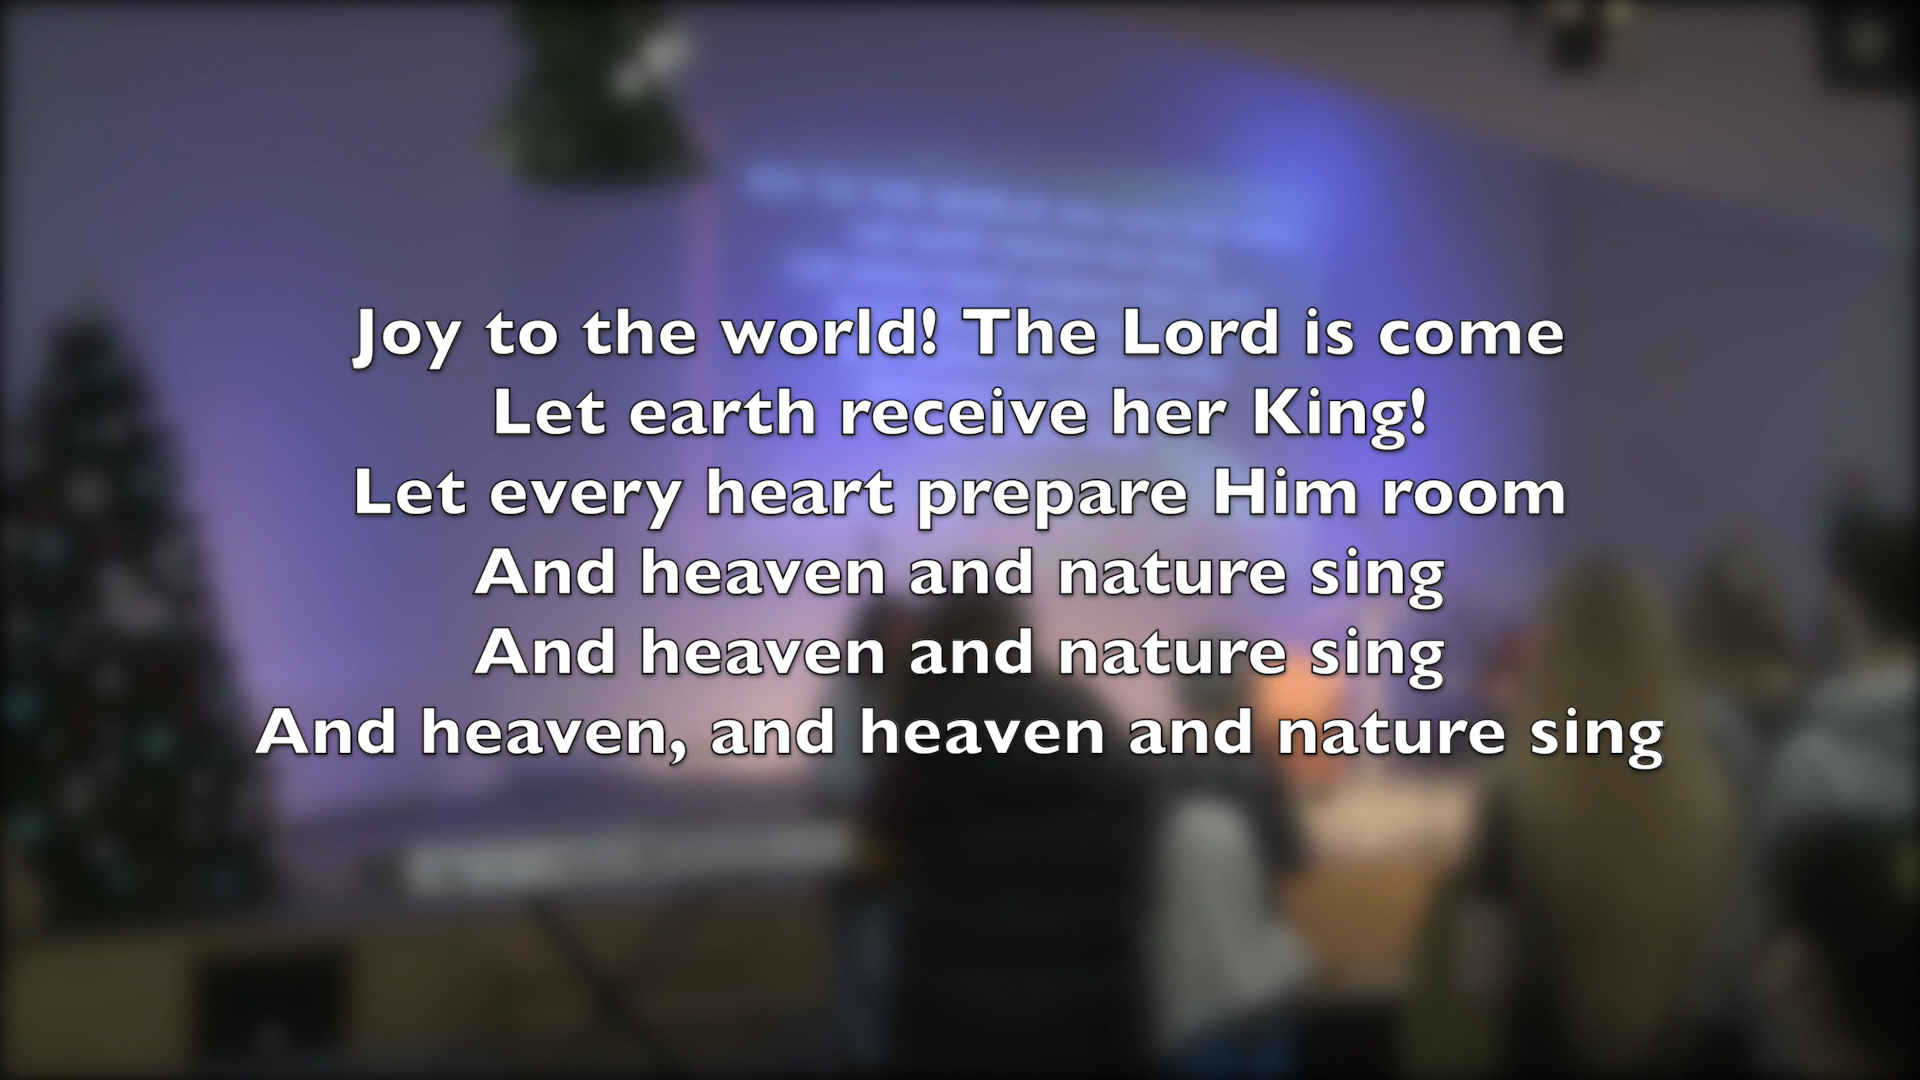 Joy to the world! The Lord is come
Let earth receive her King!
Let every heart prepare Him room
And heaven and nature sing
And heaven and nature sing
And heaven, and heaven and nature sing